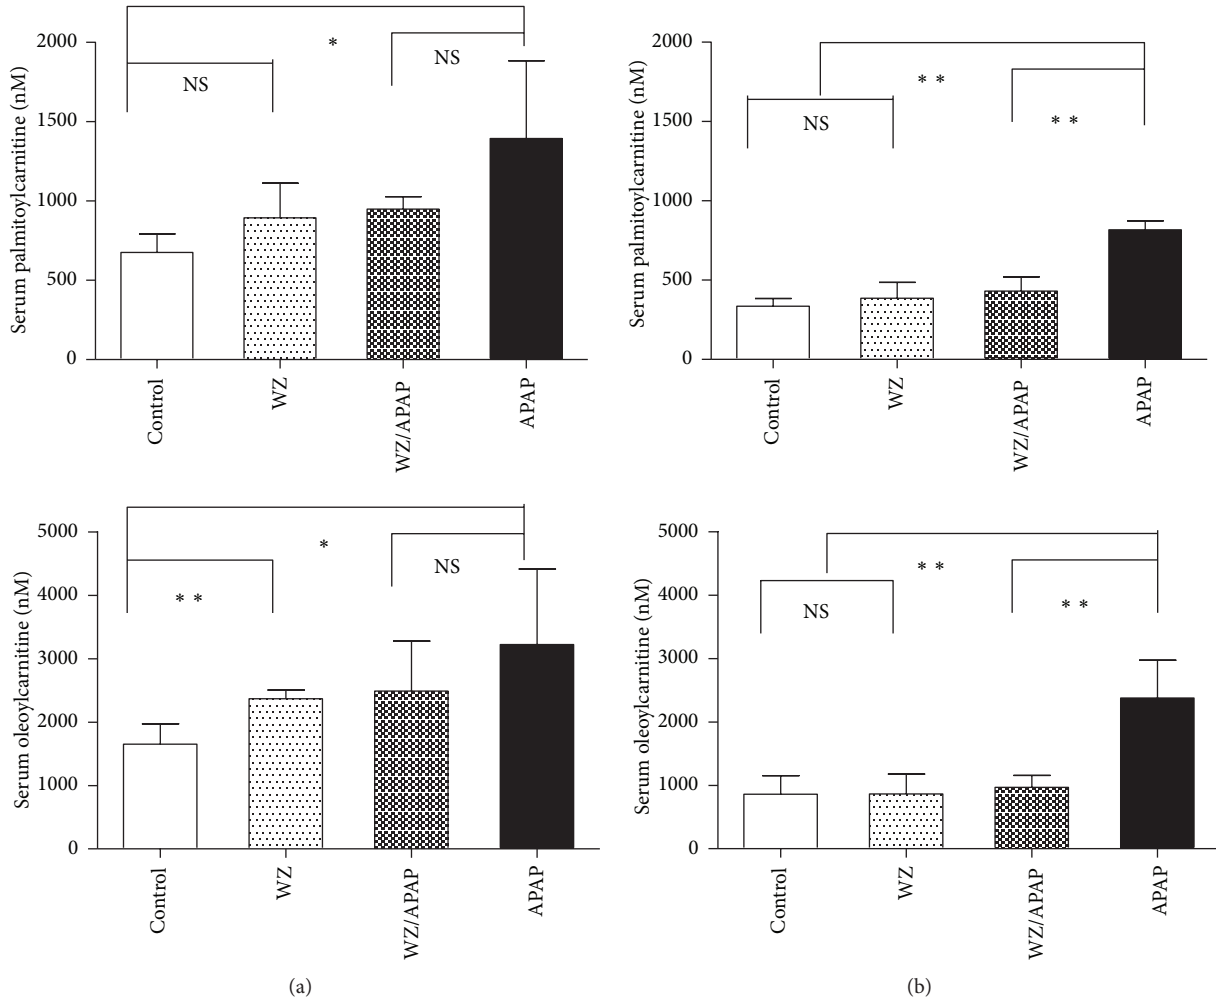 *
NS
NS
2000
1500
1000
500
0
Serum palmitoylcarnitine (nM)
Control
WZ
WZ/APAP
APAP
* *
NS
* *
2000
1500
1000
500
0
Serum palmitoylcarnitine (nM)
Control
WZ
WZ/APAP
APAP
*
NS
* *
5000
4000
3000
2000
1000
0
Serum oleoylcarnitine (nM)
Control
WZ
WZ/APAP
APAP
(a)
* *
NS
* *
5000
4000
3000
2000
1000
0
Serum oleoylcarnitine (nM)
Control
WZ
WZ/APAP
APAP
(b)